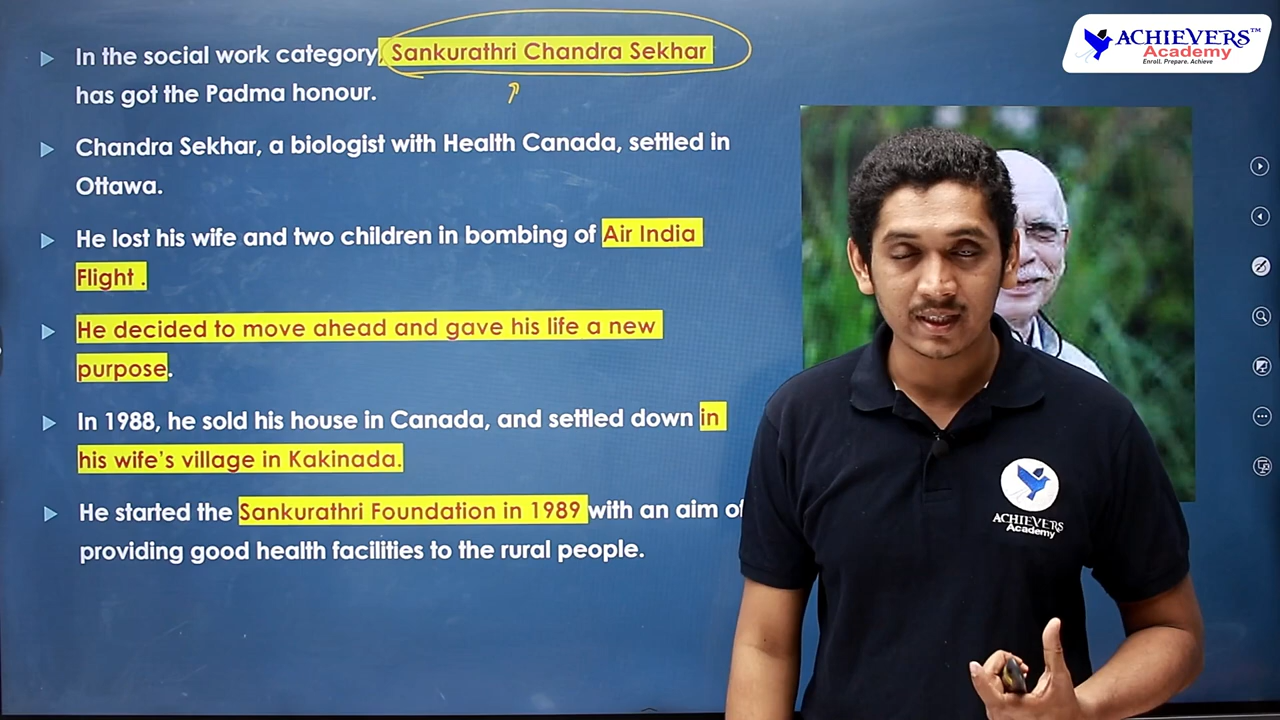 In the social work category, Sankurathri Chandra Sekhar
has got the Padma honour.
Chandra Sekhar, a biologist with Health Canada, settled in
Ottawa.
He lost his wife and two children in bombing of Air India
Flight .
He decided to move ahead and gave his life a new
purpose.
In 1988, he sold his house in Canada, and settled down in
his wife's village in Kakinada.
He started the Sankurathri Foundation in 1989 with an aim of
providing good health facilities to the rural people.
ACHIEVERS™
Academy
Enroll. Prepare. Achieve
ACHIEVERS
Academy